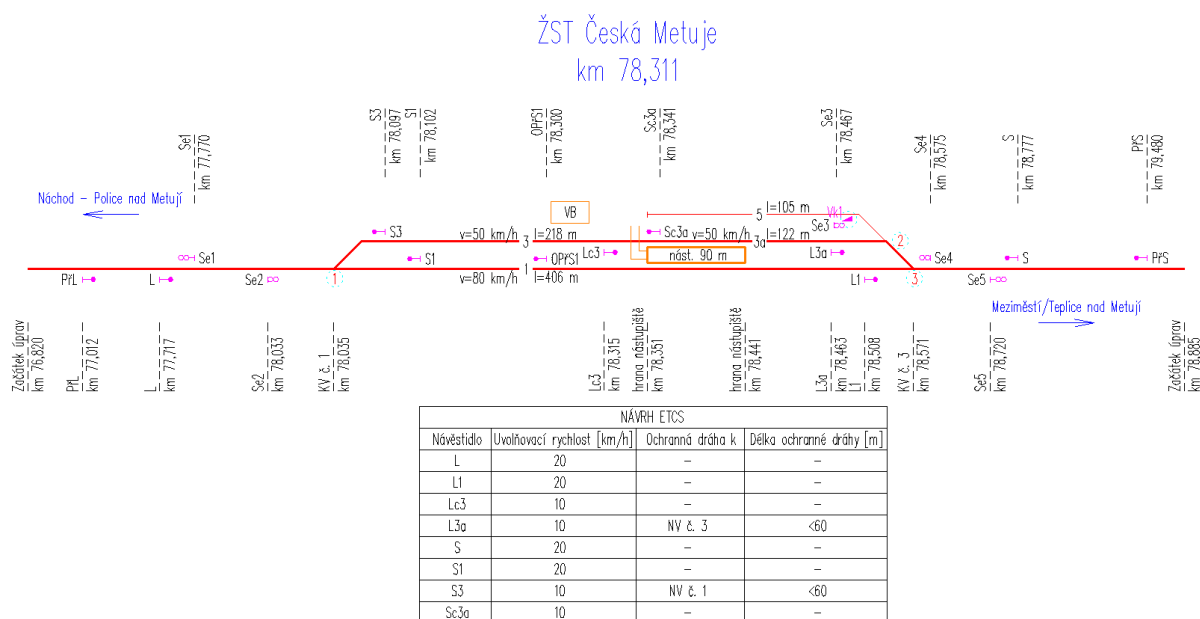 ŽST Česká Metuje
km 78,311
Se1
km 77,770
S3
km 78,097
S1
km 78,102
OPřS1
km 78,300
Sc3a
km 78,341
Se3
km 78,467
Se4
km 78,575
S
km 78,777
PřS
km 79,480
Náchod – Police nad Metují
VB
5 l=105 m
Vk1
Se3
S3
v=50 km/h 3 l=218 m
Sc3a
v=50 km/h 3a l=122 m
2
Se1
S1
OPřS1
Lc3
nást. 90 m
L3a
Se4
S
PřS
PřL
L
Se2
1
v=80 km/h 1 l=406 m
L1
3
Se5
Meziměstí/Teplice nad Metují
Začátek úprav
km 76,820
PřL
km 77,012
L
km 77,717
Se2
km 78,033
KV č. 1
km 78,035
Lc3
km 78,315
hrana nástupiště
km 78,351
hrana nástupiště
km 78,441
L3a
km 78,463
L1
km 78,508
KV č. 3
km 78,571
Se5
km 78,720
Začátek úprav
km 78,885
NÁVRH ETCS
Návěstidlo Uvolňovací rychlost [km/h] Ochranná dráha k Délka ochranné dráhy [m]
L 20 – –
L1 20 – –
Lc3 10 – –
L3a 10 NV č. 3 <60
S 20 – –
S1 20 – –
S3 10 NV č. 1 <60
Sc3a 10 – –